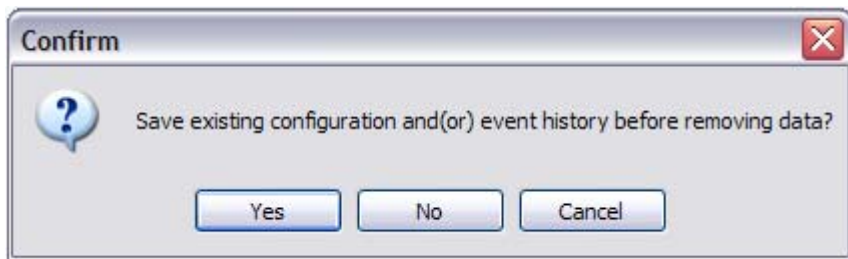 Confirm
Save existing configuration and(or) event history before removing data?
Yes No Cancel